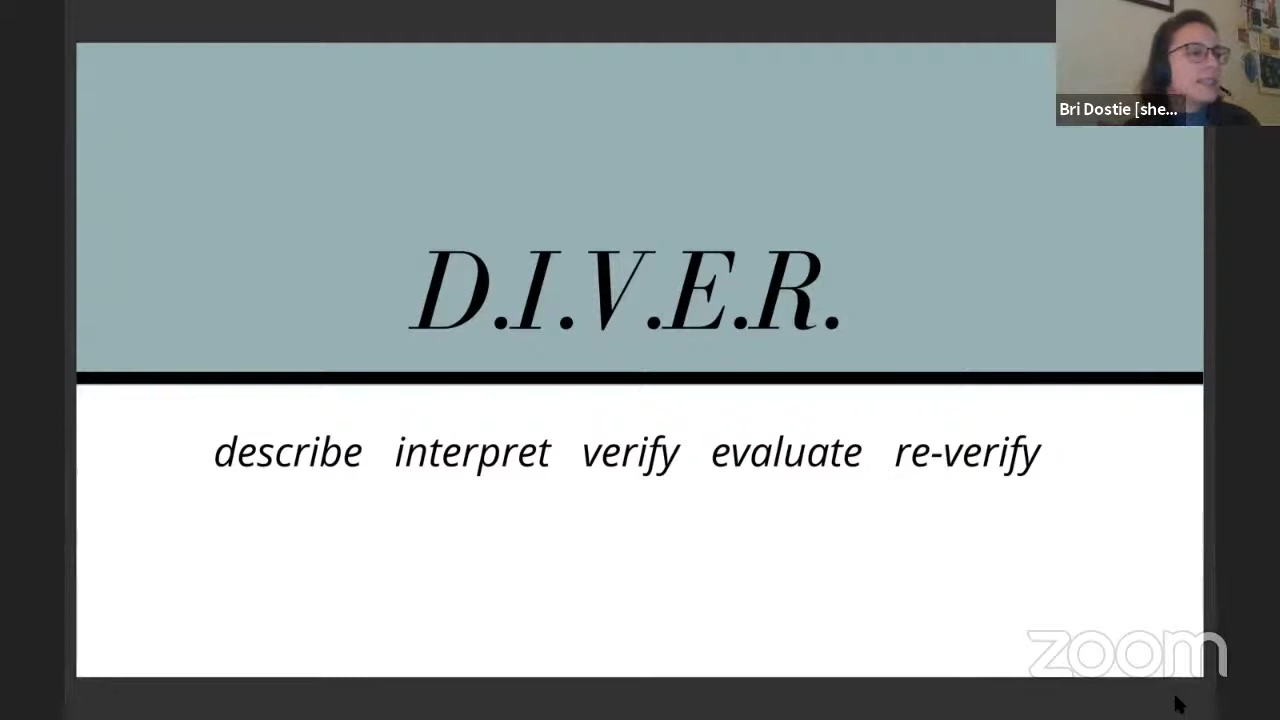 Bri Dostie [she...
D.I.V.E.R.
describe interpret verify evaluate re-verify
zoom